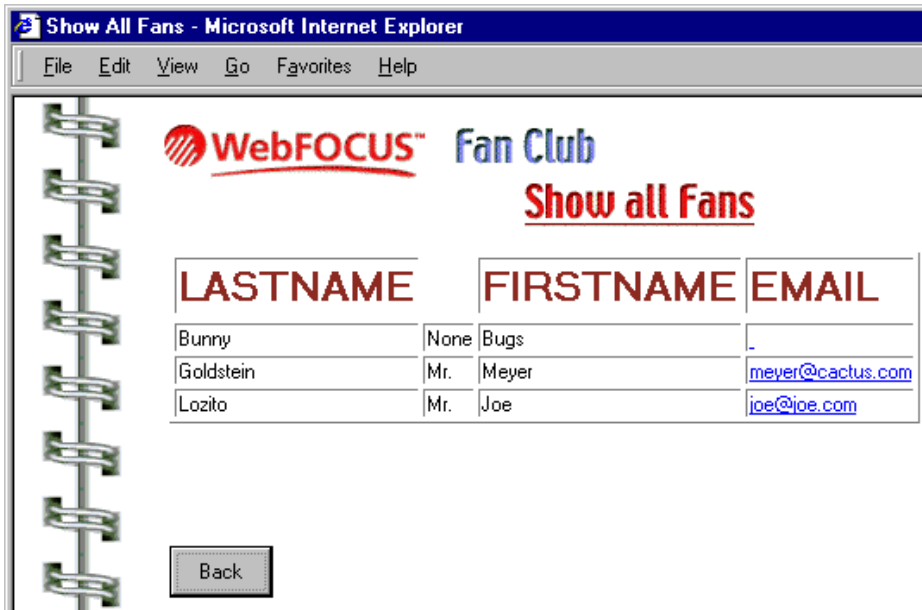 Show All Fans - Microsoft Internet Explorer
File Edit View Go Favorites Help
WebFOCUS™ Fan Club
Show all Fans
LASTNAME FIRSTNAME EMAIL
Bunny None Bugs
Goldstein Mr. Meyer meyer@cactus.com
Lozito Mr. Joe joe@joe.com
Back